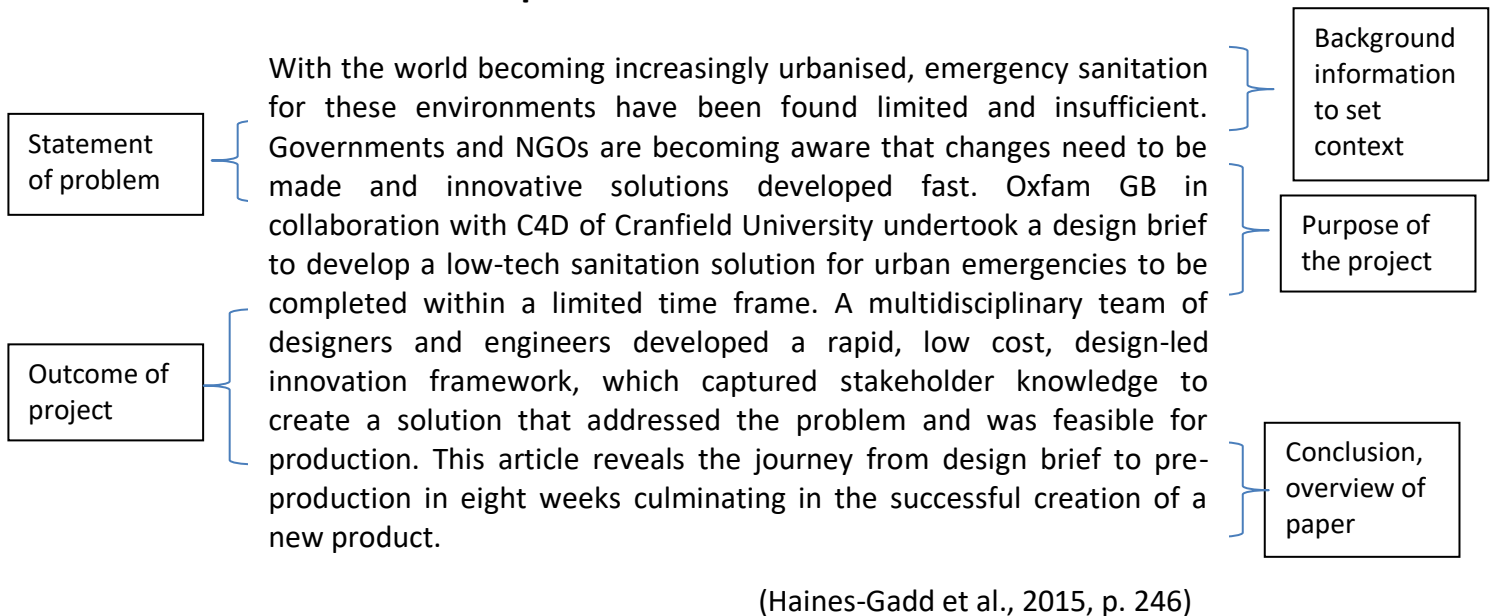 Background
information
to set
context
With the world becoming increasingly urbanised, emergency sanitation
for these environments have been found limited and insufficient.
Governments and NGOs are becoming aware that changes need to be
made and innovative solutions developed fast. Oxfam GB in
collaboration with C4D of Cranfield University undertook a design brief
to develop a low-tech sanitation solution for urban emergencies to be
completed within a limited time frame. A multidisciplinary team of
designers and engineers developed a rapid, low cost, design-led
innovation framework, which captured stakeholder knowledge to
create a solution that addressed the problem and was feasible for
production. This article reveals the journey from design brief to pre-
production in eight weeks culminating in the successful creation of a
new product.
Statement
of problem
Purpose of
the project
Outcome of
project
Conclusion,
overview of
paper
(Haines-Gadd et al., 2015, p. 246)